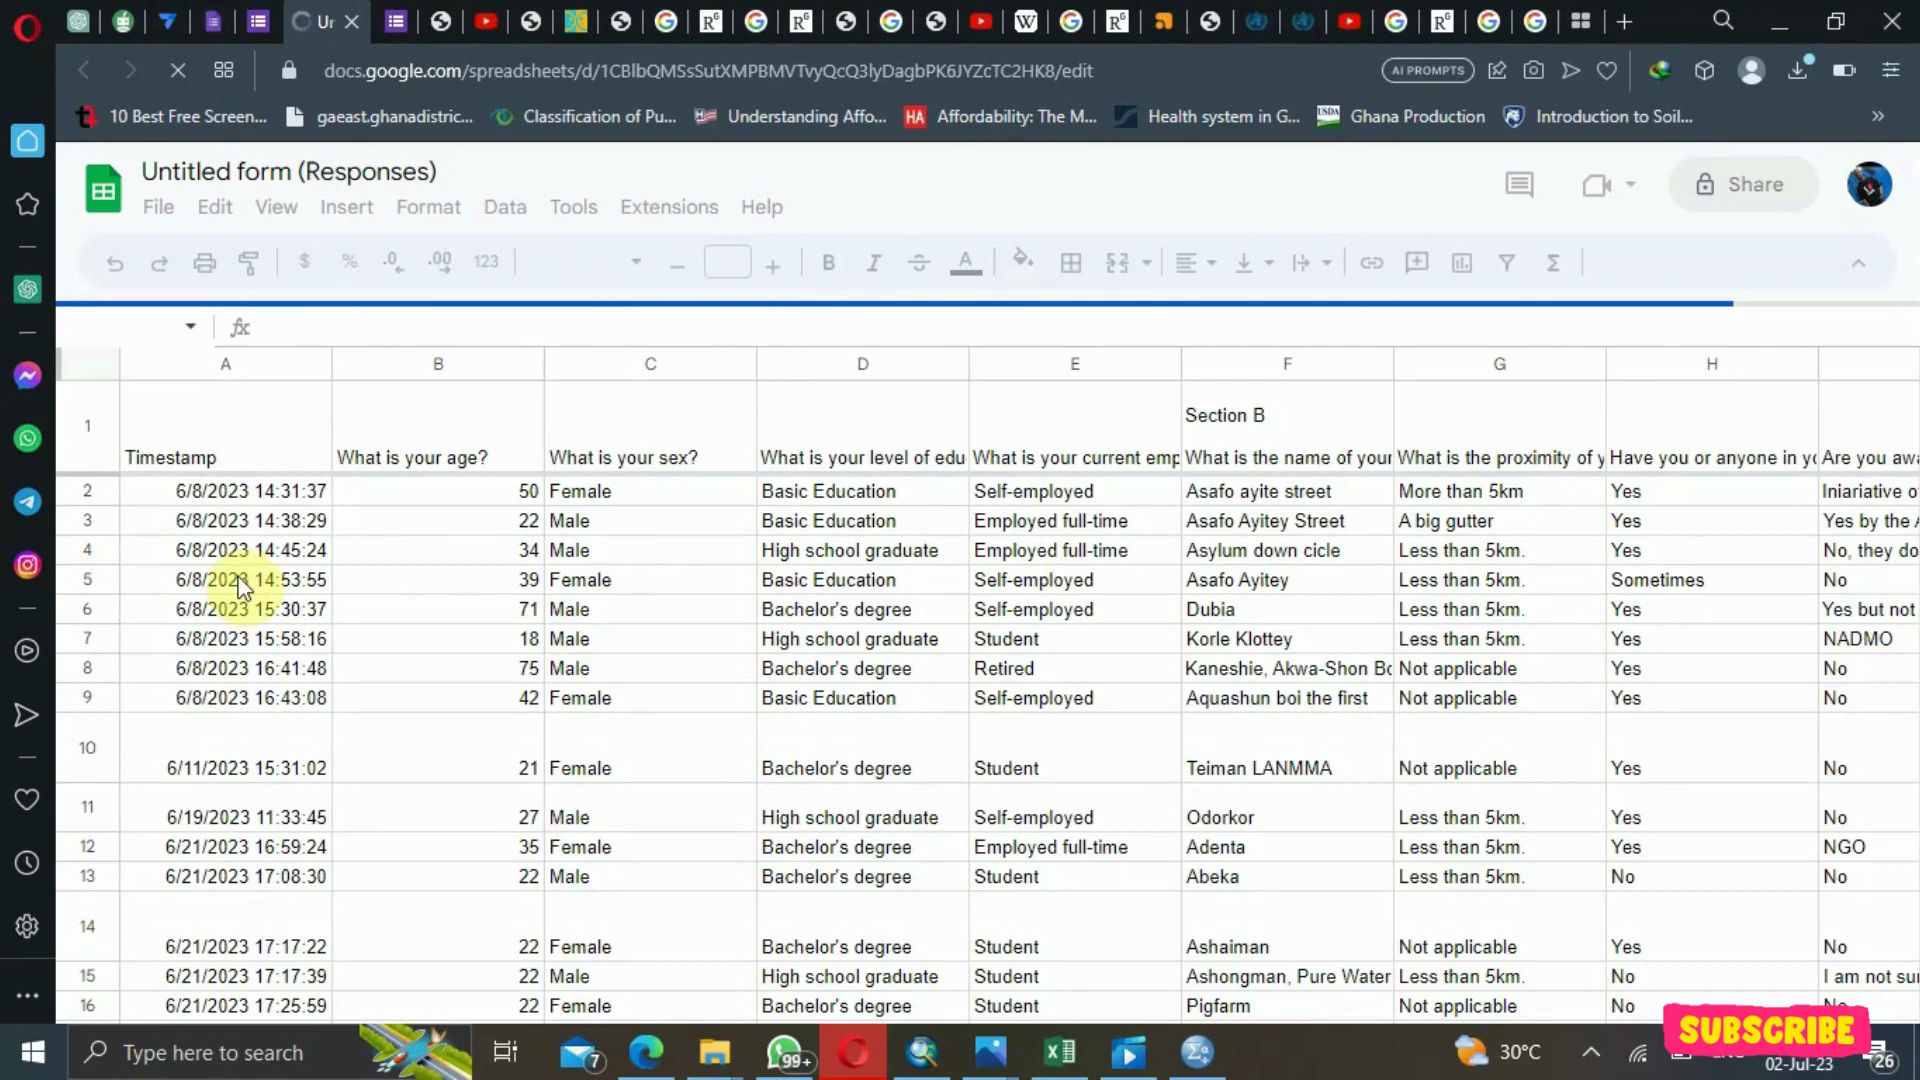 Ur
docs.google.com/spreadsheets/d/1CBlbQMSsSutXMPBMVTvyQcQ3lyDagbPK6JYZcTC2HK8/edit
AI PROMPTS
10 Best Free Screen...
gaeast.ghanadistric...
Classification of Pu...
Understanding Affo...
HA Affordability: The M...
Health system in G...
USDA Ghana Production
Introduction to Soil...
Untitled form (Responses)
File Edit View Insert Format Data Tools Extensions Help
Share
$ % .0 .00 123 B I A
fx
A B C D E F G H
1 Timestamp What is your age? What is your sex? What is your level of edu What is your current emp Section B What is the name of your What is the proximity of y Have you or anyone in yo Are you awa
2 6/8/2023 14:31:37 50 Female Basic Education Self-employed Asafo ayite street More than 5km Yes Iniariative o
3 6/8/2023 14:38:29 22 Male Basic Education Employed full-time Asafo Ayitey Street A big gutter Yes Yes by the
4 6/8/2023 14:45:24 34 Male High school graduate Employed full-time Asylum down cicle Less than 5km. Yes No, they do
5 6/8/2023 14:53:55 39 Female Basic Education Self-employed Asafo Ayitey Less than 5km. Sometimes No
6 6/8/2023 15:30:37 71 Male Bachelor's degree Self-employed Dubia Less than 5km. Yes Yes but not
7 6/8/2023 15:58:16 18 Male High school graduate Student Korle Klottey Less than 5km. Yes NADMO
8 6/8/2023 16:41:48 75 Male Bachelor's degree Retired Kaneshie, Akwa-Shon Bo Not applicable Yes No
9 6/8/2023 16:43:08 42 Female Basic Education Self-employed Aquashun boi the first Not applicable Yes No
10 6/11/2023 15:31:02 21 Female Bachelor's degree Student Teiman LANMMA Not applicable Yes No
11 6/19/2023 11:33:45 27 Male High school graduate Self-employed Odorkor Less than 5km. Yes No
12 6/21/2023 16:59:24 35 Female Bachelor's degree Employed full-time Adenta Less than 5km. Yes NGO
13 6/21/2023 17:08:30 22 Male Bachelor's degree Student Abeka Less than 5km. No No
14 6/21/2023 17:17:22 22 Female Bachelor's degree Student Ashaiman Not applicable Yes No
15 6/21/2023 17:17:39 22 Male High school graduate Student Ashongman, Pure Water Less than 5km. No I am not su
16 6/21/2023 17:25:59 22 Female Bachelor's degree Student Pigfarm Not applicable No No
SUBSCRIBE
Type here to search
7
99+
30°C
02-Jul-23
26